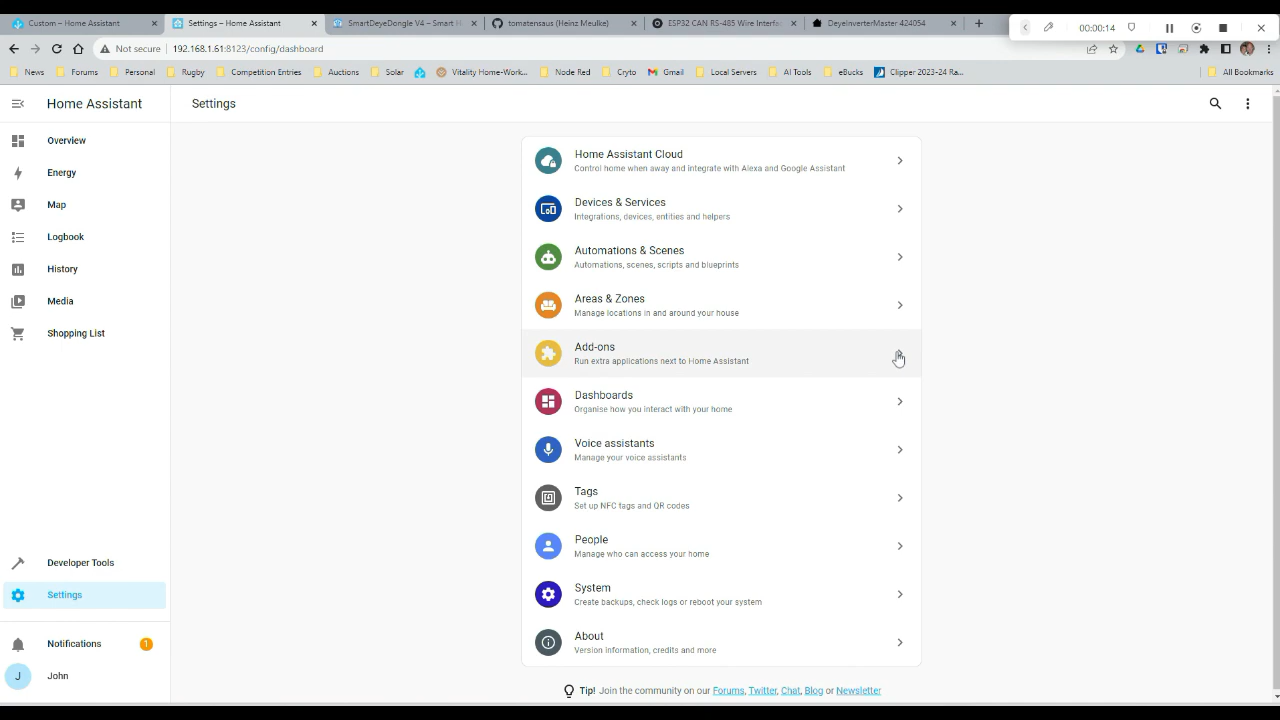 Custom – Home Assistant
Settings – Home Assistant
SmartDeyeDongle V4 – Smart H
tomatensaus (Heinz Meulke)
ESP32 CAN RS-485 Wire Interfa
DeyeInverterMaster 424054
00:00:14
Not secure
192.168.1.61:8123/config/dashboard
News
Forums
Personal
Rugby
Competition Entries
Auctions
Solar
Vitality Home-Work...
Node Red
Cryto
Gmail
Local Servers
AI Tools
eBucks
Clipper 2023-24 Ra...
All Bookmarks
Home Assistant
Settings
Overview
Energy
Map
Logbook
History
Media
Shopping List
Developer Tools
Settings
Notifications
1
J
John
Home Assistant Cloud
Control home when away and integrate with Alexa and Google Assistant
Devices & Services
Integrations, devices, entities and helpers
Automations & Scenes
Automations, scenes, scripts and blueprints
Areas & Zones
Manage locations in and around your house
Add-ons
Run extra applications next to Home Assistant
Dashboards
Organise how you interact with your home
Voice assistants
Manage your voice assistants
Tags
Set up NFC tags and QR codes
People
Manage who can access your home
System
Create backups, check logs or reboot your system
About
Version information, credits and more
Tip! Join the community on our Forums, Twitter, Chat, Blog or Newsletter